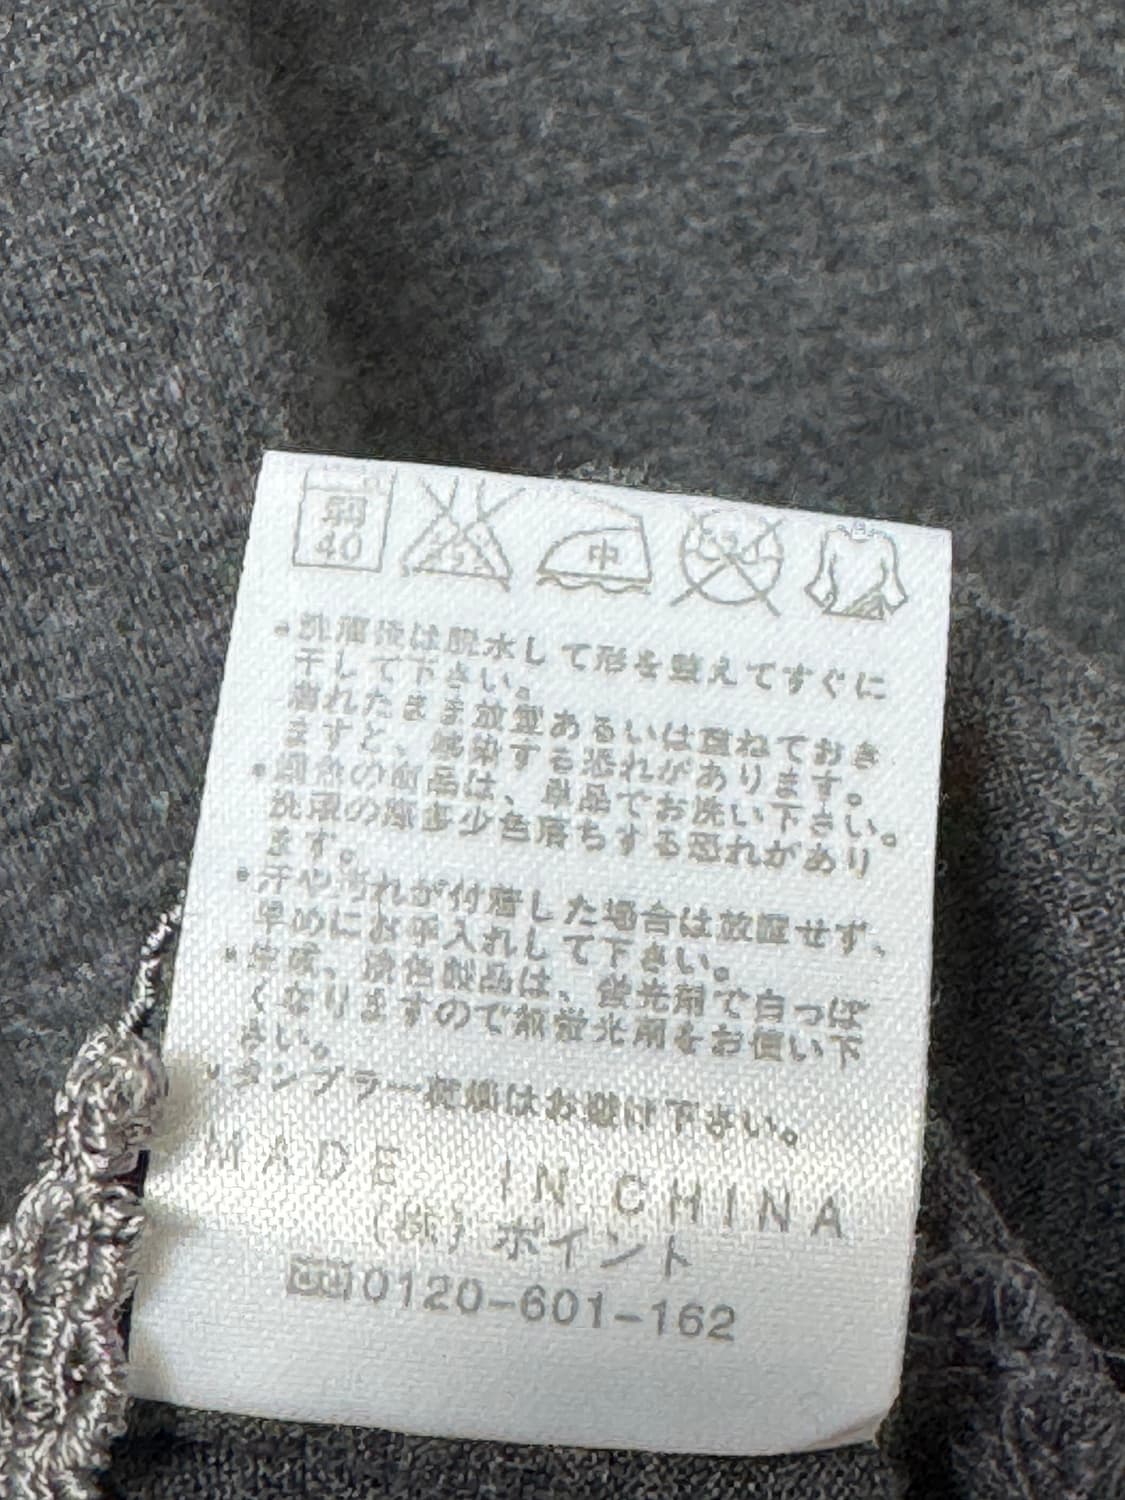 弱
40
中
・洗濯後は脱水して形を整えてすぐに
干して下さい。
濡れたまま放置あるいは重ねておき
ますと、移染する恐れがあります。
・濃色の商品は、単品でお洗い下さい。
洗濯の際多少色落ちする恐れがあり
ます。
・汗や汚れが付着した場合は放置せず、
早めにお手入れして下さい。
・生成、淡色製品は、蛍光剤で白っぽ
くなりますので無蛍光剤をお使い下
さい。
・タンブラー乾燥はお避け下さい。
MADE IN CHINA
(株)ポイント
0120-601-162